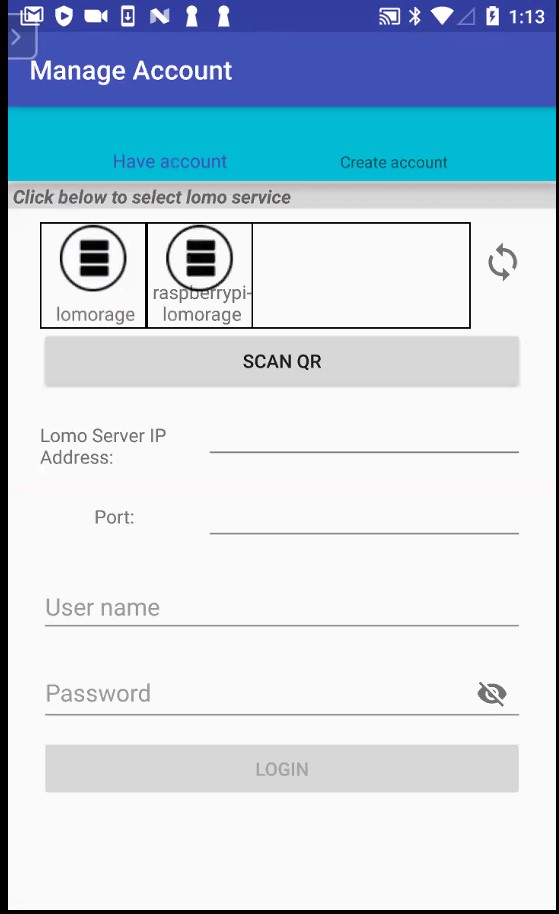 1:13
Manage Account
Have account
Create account
Click below to select lomo service
lomorage
raspberrypi-
lomorage
SCAN QR
Lomo Server IP
Address:
Port:
User name
Password
LOGIN